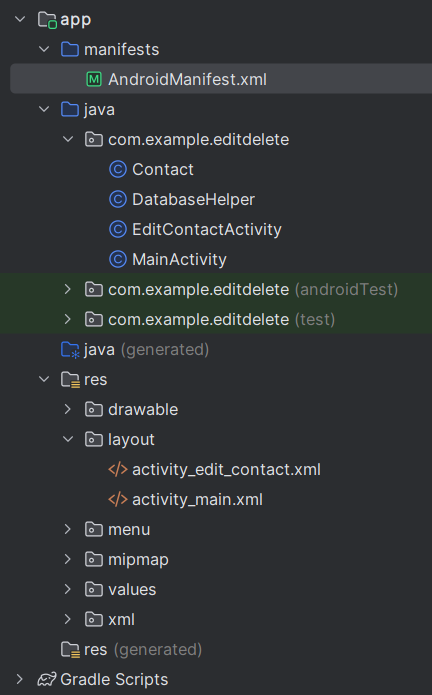 app
manifests
AndroidManifest.xml
java
com.example.editdelete
Contact
DatabaseHelper
EditContactActivity
MainActivity
com.example.editdelete (androidTest)
com.example.editdelete (test)
java (generated)
res
drawable
layout
activity_edit_contact.xml
activity_main.xml
menu
mipmap
values
xml
res (generated)
Gradle Scripts